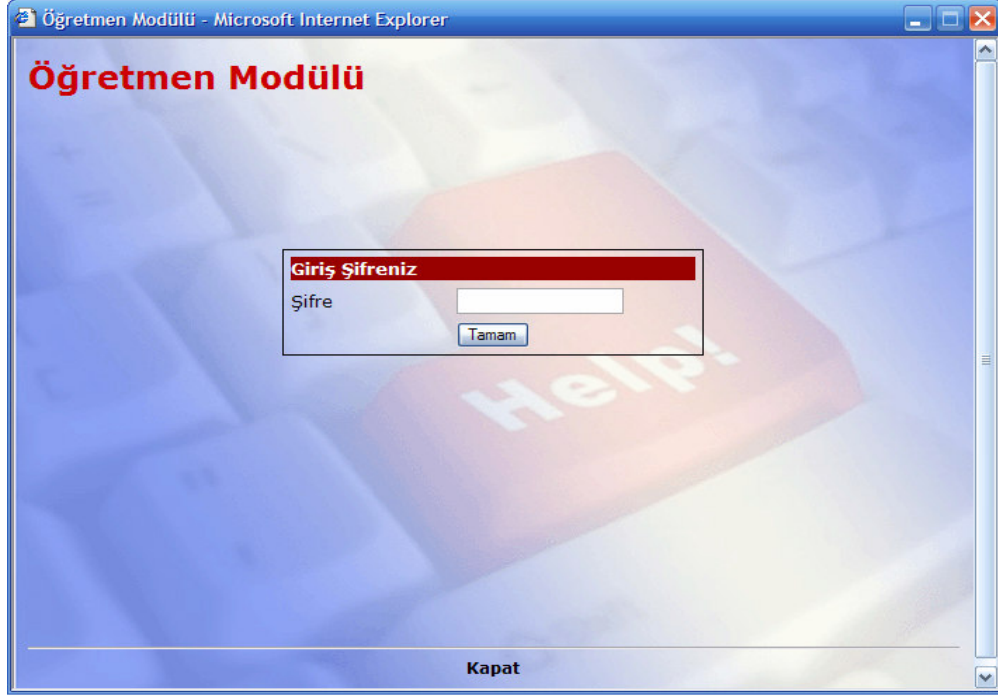 Öğretmen Modülü - Microsoft Internet Explorer
Öğretmen Modülü
Giriş Şifreniz
Şifre
Tamam
Help!
Kapat